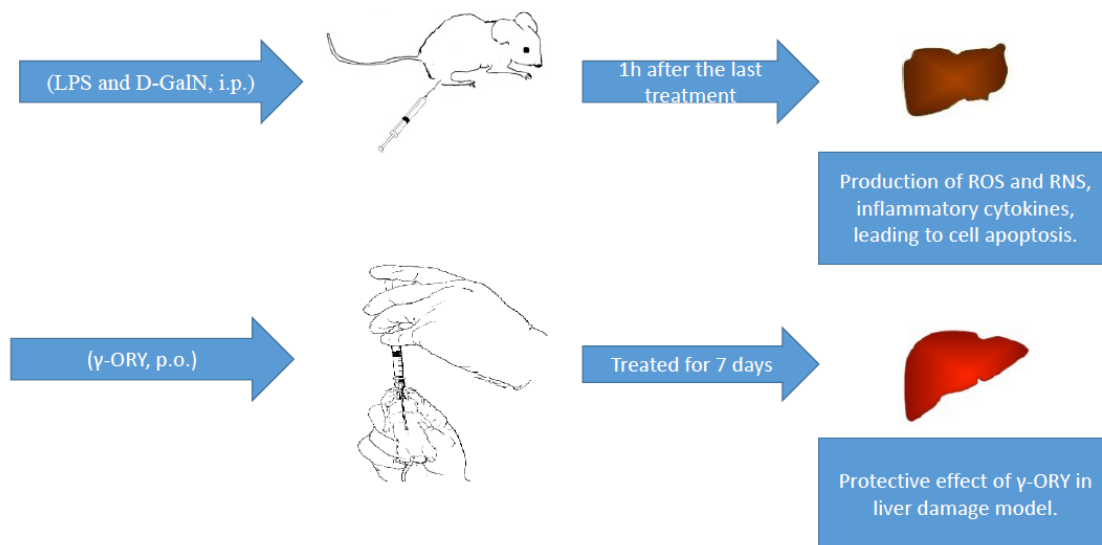 (LPS and D-GalN, i.p.)
1h after the last
treatment
Production of ROS and RNS,
inflammatory cytokines,
leading to cell apoptosis.
(γ-ORY, p.o.)
Treated for 7 days
Protective effect of γ-ORY in
liver damage model.